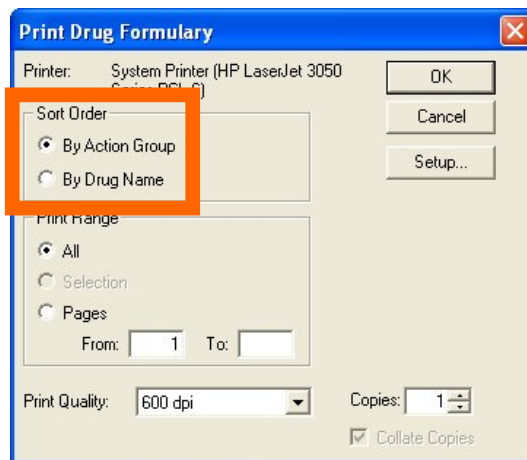 Print Drug Formulary
Printer: System Printer (HP LaserJet 3050
OK
Sort Order
Cancel
By Action Group
Setup...
By Drug Name
Print Range
All
Selection
Pages
From: 1 To:
Print Quality: 600 dpi
Copies: 1
Collate Copies